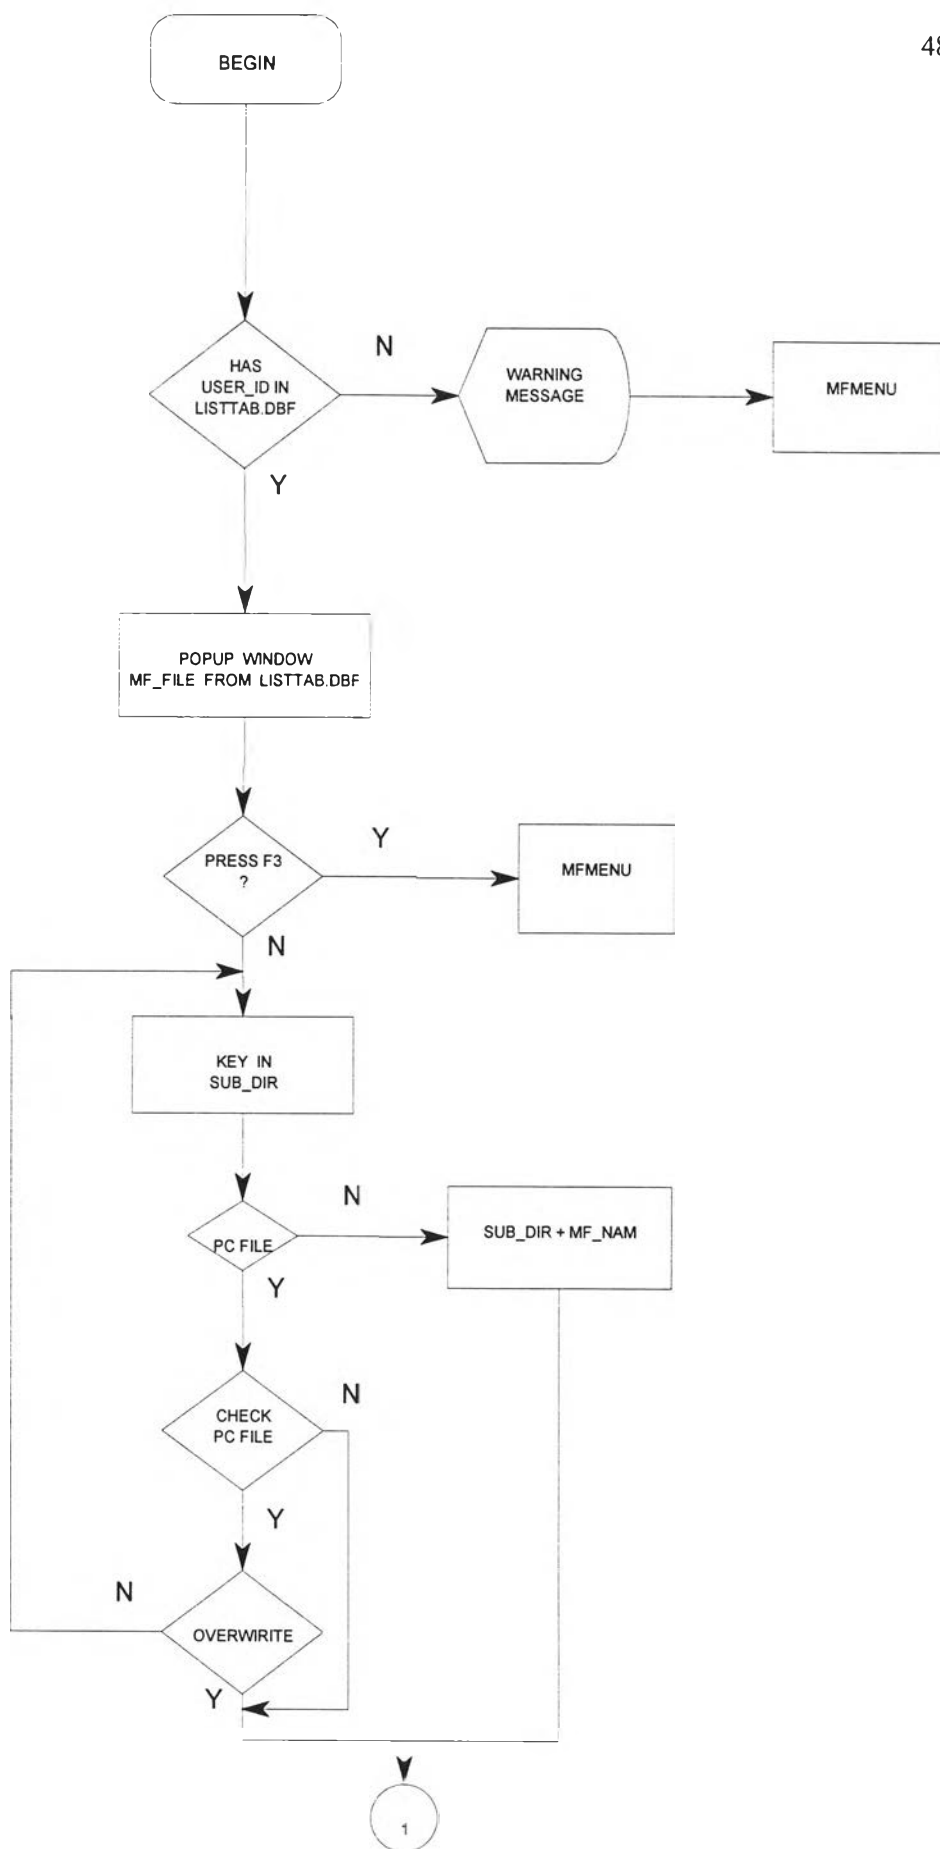 48
BEGIN
N
HAS
USER_ID IN
LISTTAB.DBF
WARNING
MESSAGE
MFMENU
Y
POPUP WINDOW
MF_FILE FROM LISTTAB.DBF
PRESS F3
?
Y
MFMENU
N
KEY IN
SUB_DIR
N
PC FILE
SUB_DIR + MF_NAM
Y
CHECK
PC FILE
N
Y
N
OVERWIRITE
Y
1